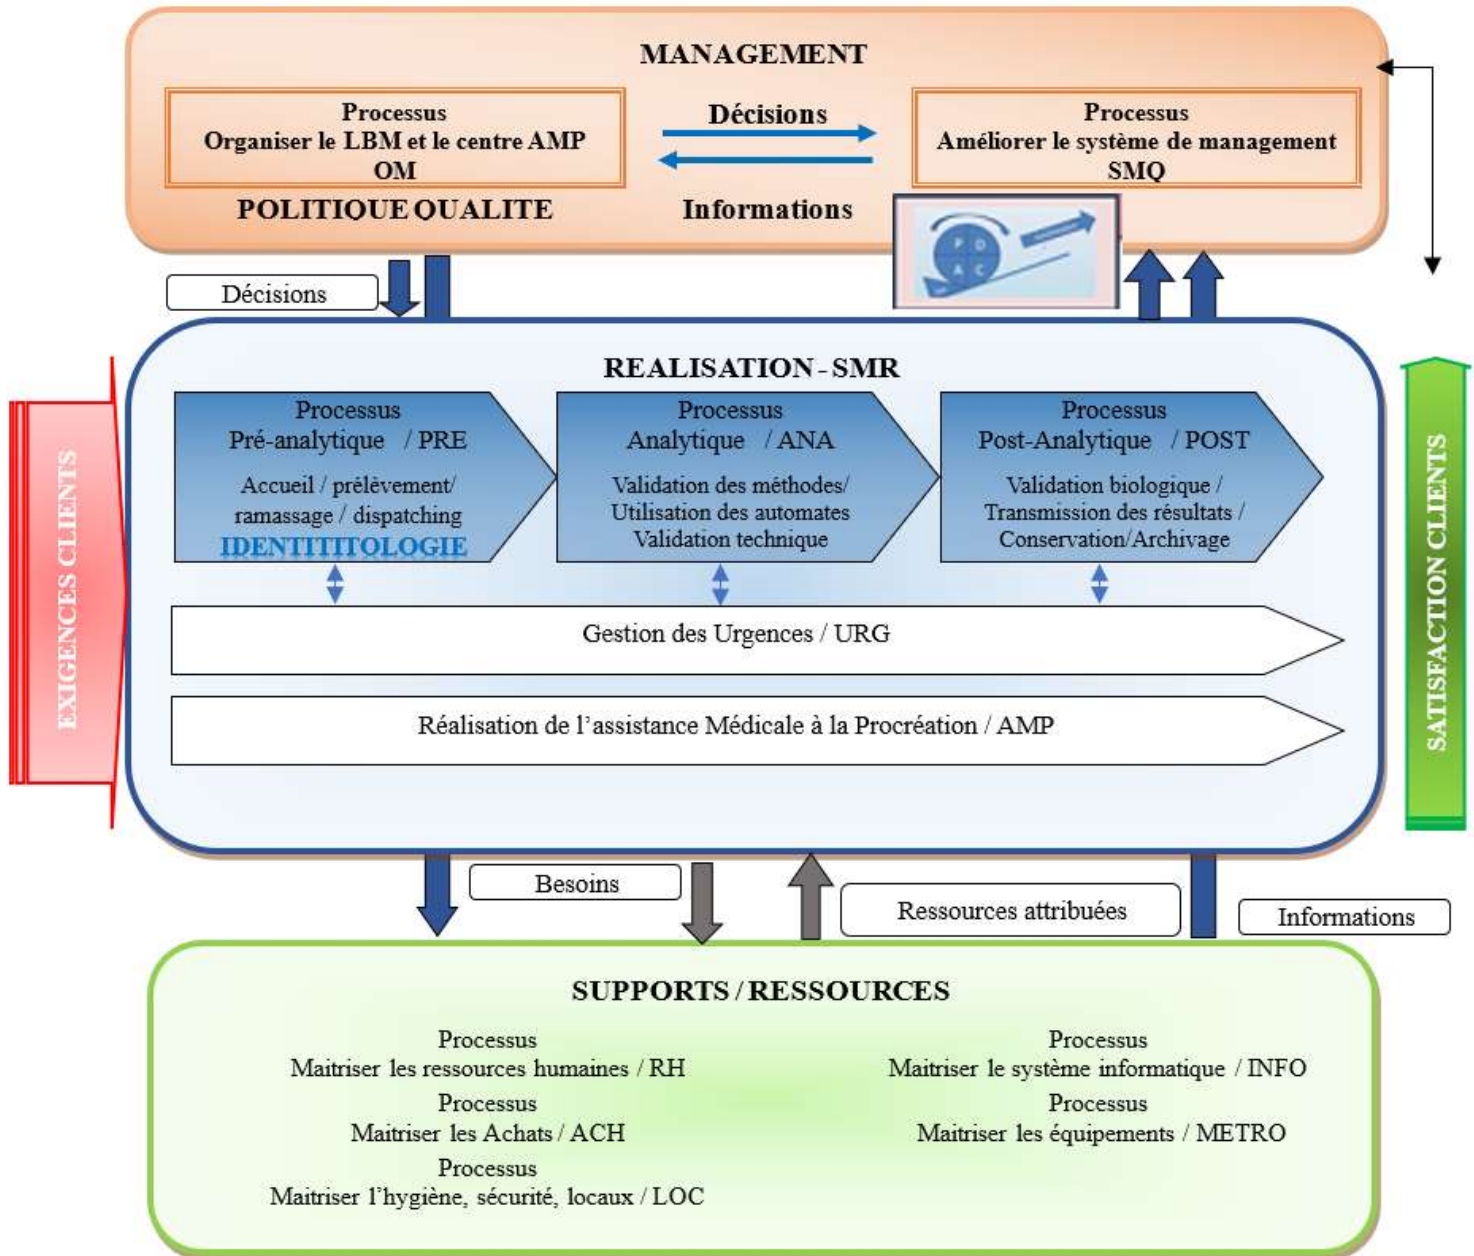 MANAGEMENT
Processus
Organiser le LBM et le centre AMP
OM
Décisions
Processus
Améliorer le système de management
SMQ
POLITIQUE QUALITE
Informations
P D
A C
Décisions
REALISATION - SMR
Processus
Pré-analytique / PRE
Accueil / prélèvement/
ramassage / dispatching
IDENTITITOLOGIE
Processus
Analytique / ANA
Validation des méthodes/
Utilisation des automates
Validation technique
Processus
Post-Analytique / POST
Validation biologique /
Transmission des résultats /
Conservation/Archivage
EXIGENCES CLIENTS
SATISFACTION CLIENTS
Gestion des Urgences / URG
Réalisation de l’assistance Médicale à la Procréation / AMP
Besoins
Ressources attribuées
Informations
SUPPORTS / RESSOURCES
Processus
Maitriser les ressources humaines / RH
Processus
Maitriser les Achats / ACH
Processus
Maitriser l’hygiène, sécurité, locaux / LOC
Processus
Maitriser le système informatique / INFO
Processus
Maitriser les équipements / METRO